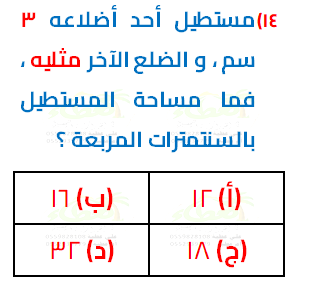 ١٤) مستطيل أحد أضلاعه ٣
سم ، و الضلع الآخر مثليه ،
فما مساحة المستطيل
بالسنتمترات المربعة ؟
(أ) ١٢ (ب) ١٦
(ج) ١٨ (د) ٣٢